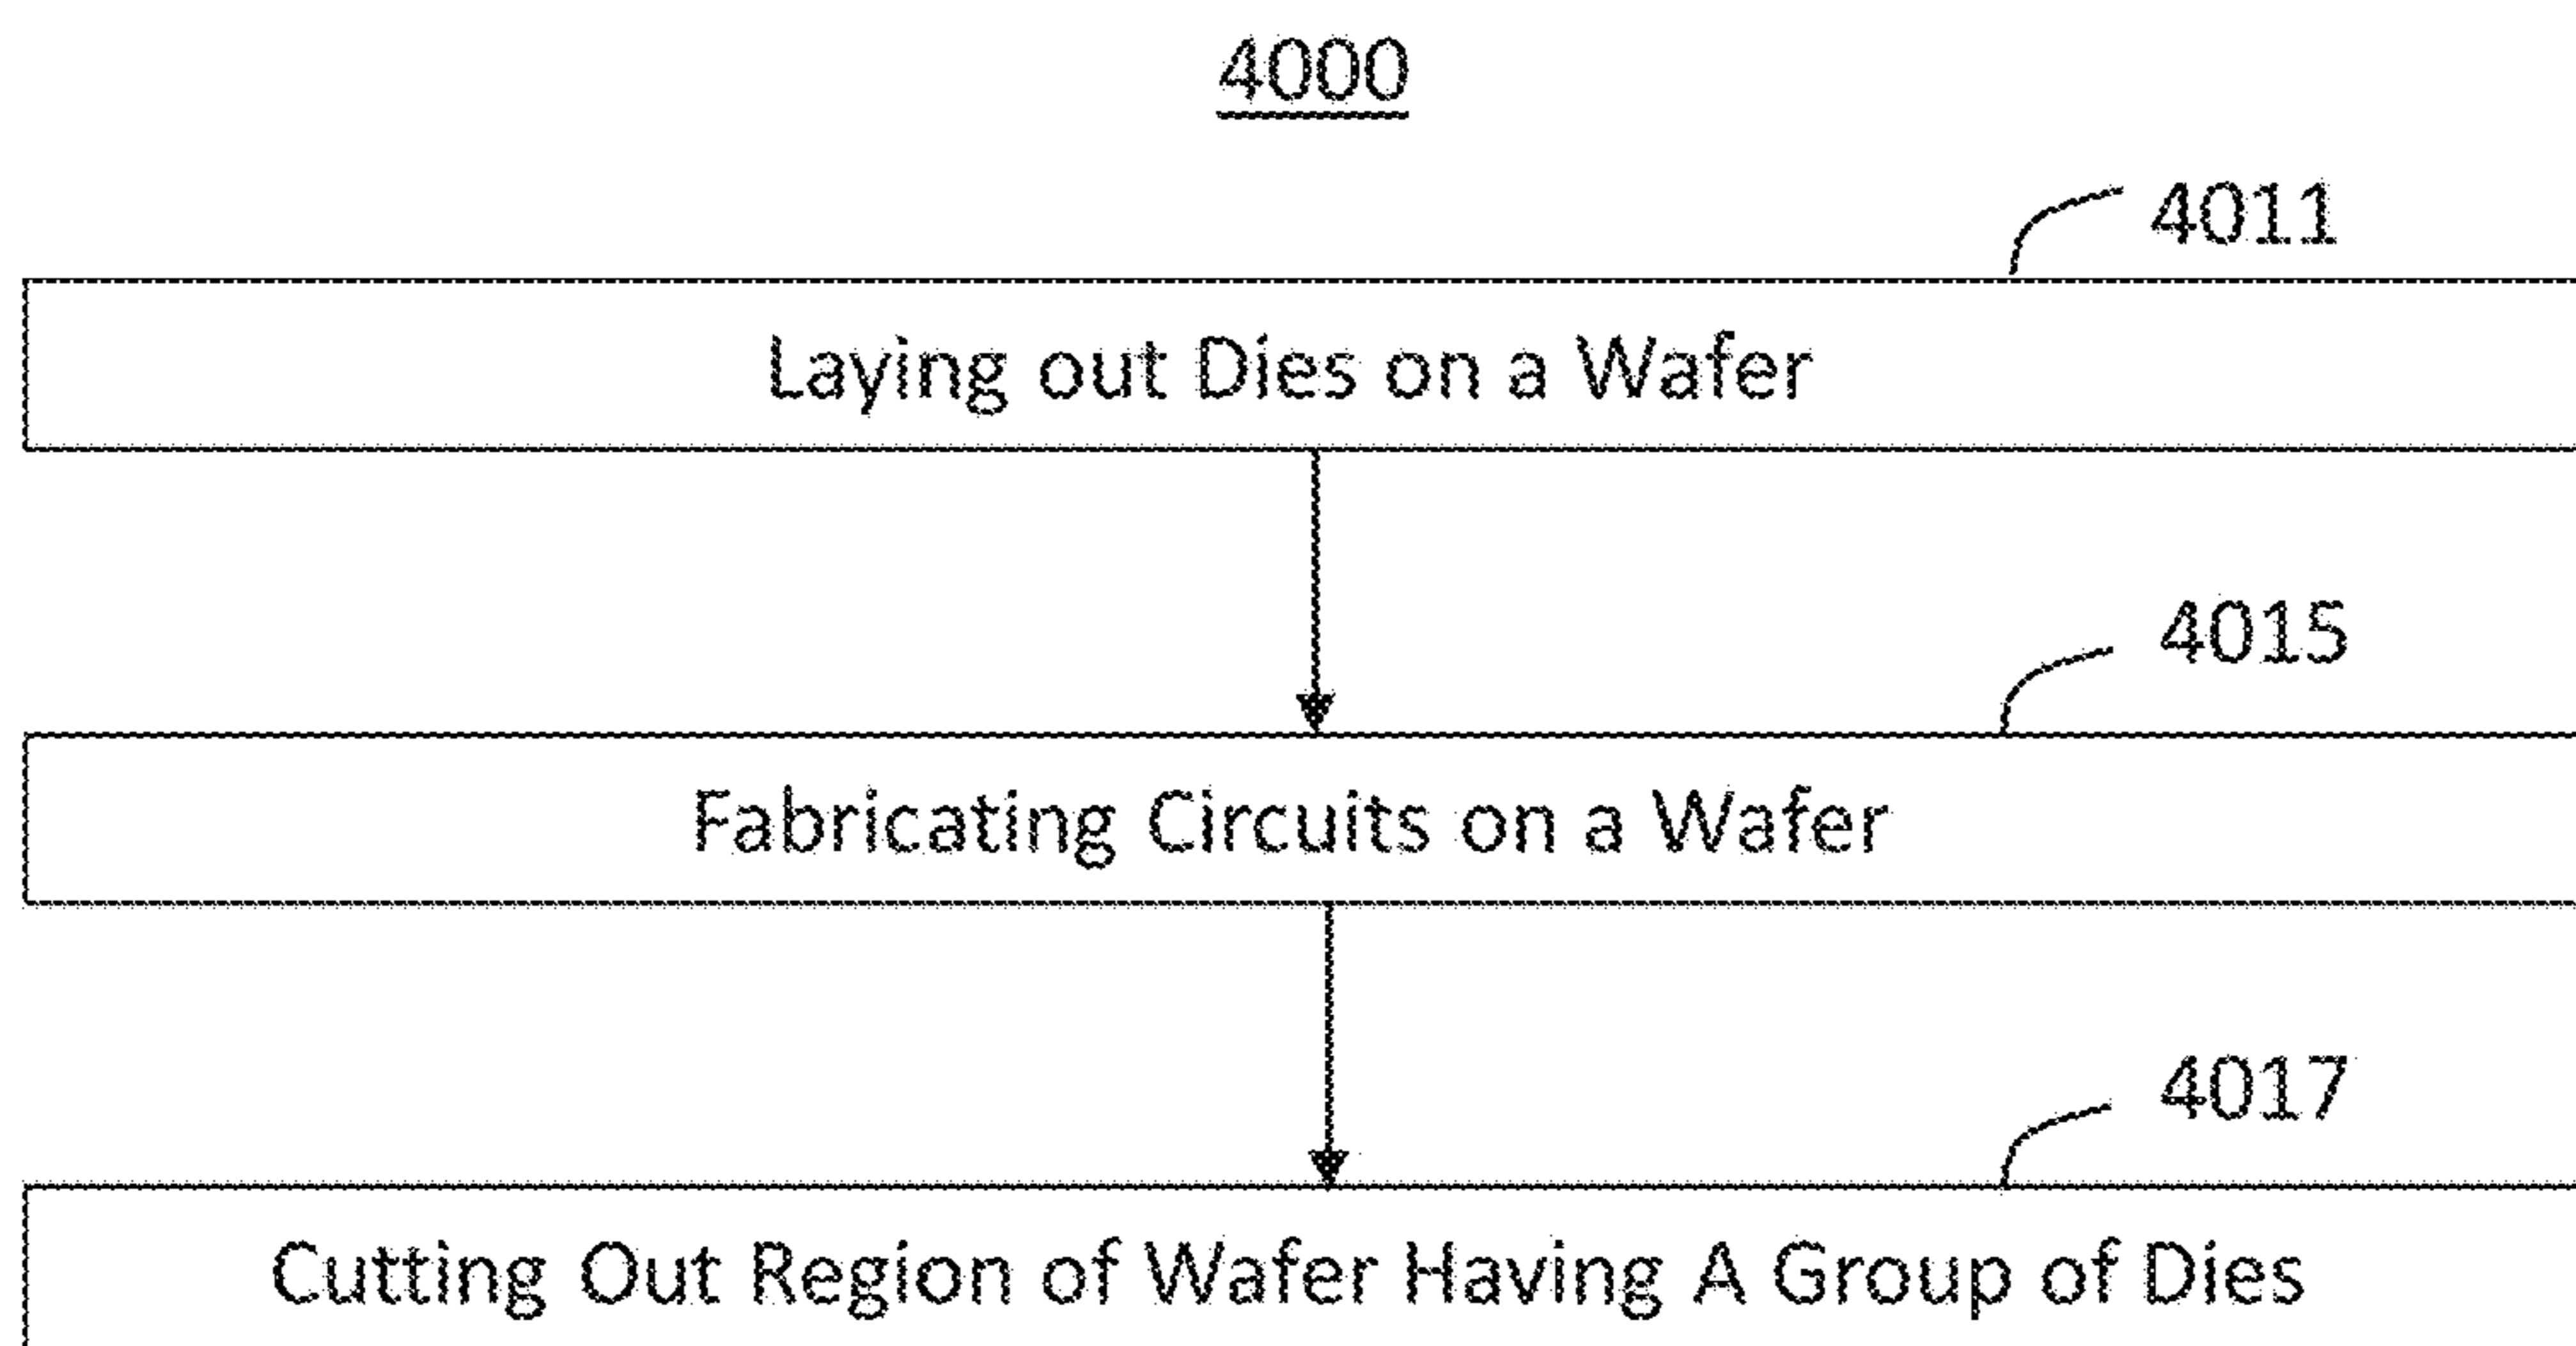 4000
4011
Laying out Dies on a Wafer
4015
Fabricating Circuits on a Wafer
4017
Cutting Out Region of Wafer Having A Group of Dies